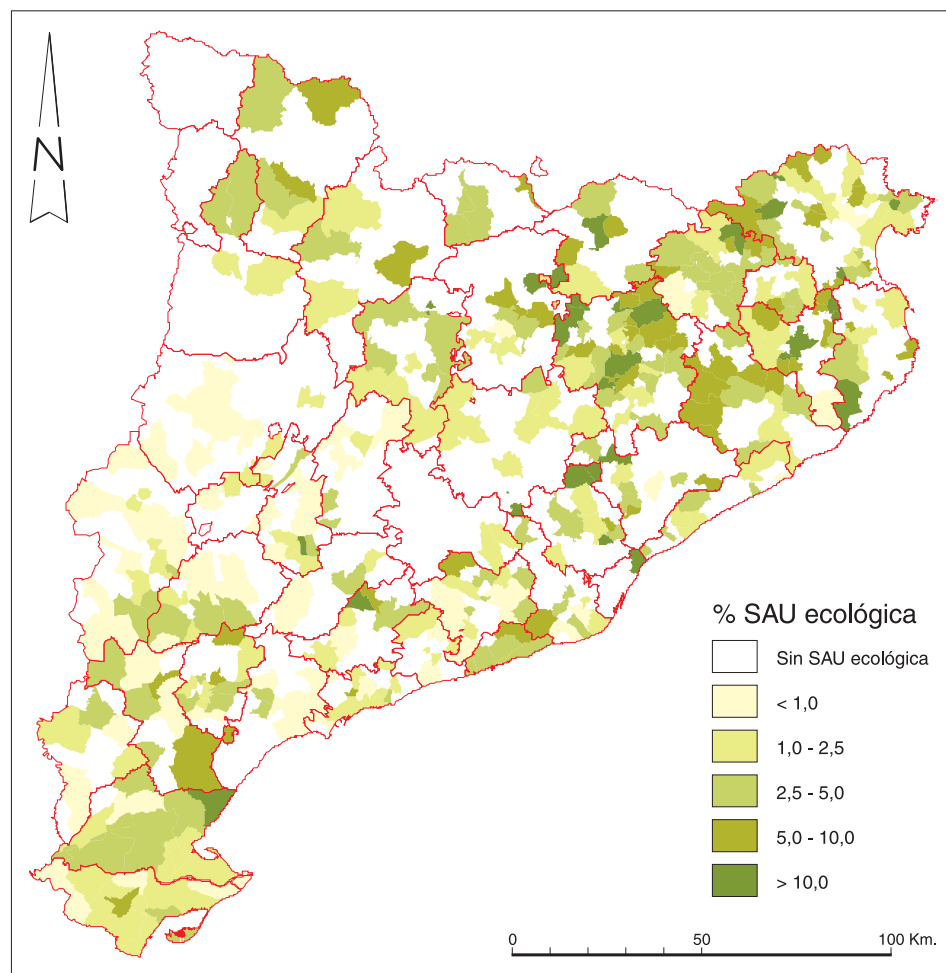 N
% SAU ecológica
Sin SAU ecológica
< 1,0
1,0 - 2,5
2,5 - 5,0
5,0 - 10,0
> 10,0
0 50 100 Km.